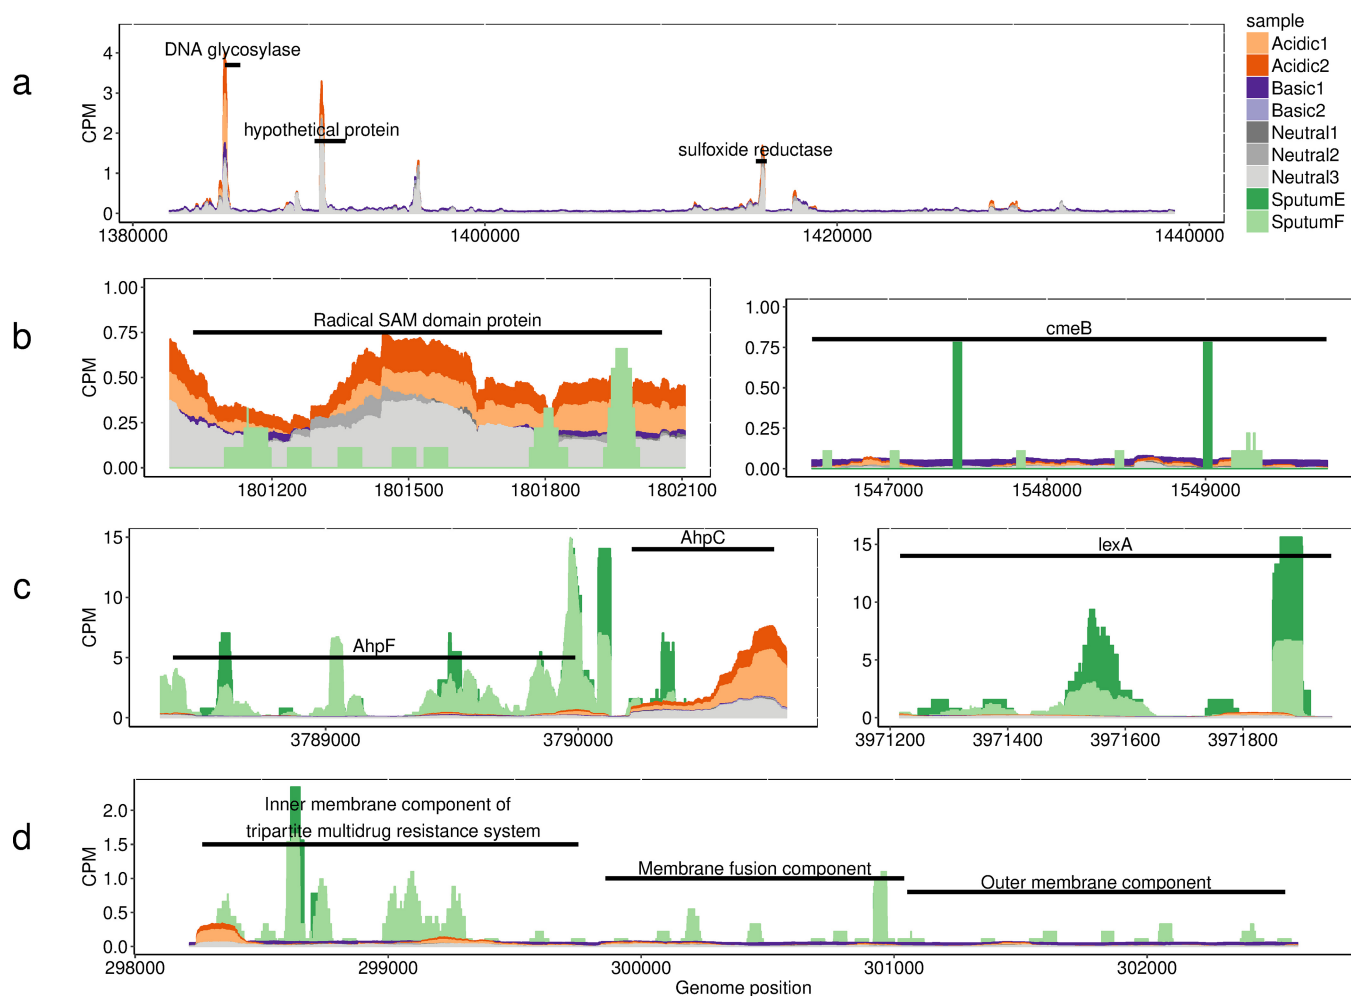 a
CPM
4
3
2
1
0
DNA glycosylase
hypothetical protein
sulfoxide reductase
1380000 1400000 1420000 1440000
sample
Acidic1
Acidic2
Basic1
Basic2
Neutral1
Neutral2
Neutral3
SputumE
SputumF
b
CPM
1.00
0.75
0.50
0.25
0.00
Radical SAM domain protein
1801200 1801500 1801800 1802100
1.00
0.75
0.50
0.25
0.00
cmeB
1547000 1548000 1549000
c
CPM
15
10
5
0
AhpF
AhpC
3789000 3790000
15
10
5
0
lexA
3971200 3971400 3971600 3971800
d
CPM
2.0
1.5
1.0
0.5
0.0
Inner membrane component of
tripartite multidrug resistance system
Membrane fusion component
Outer membrane component
298000 299000 300000 301000 302000
Genome position